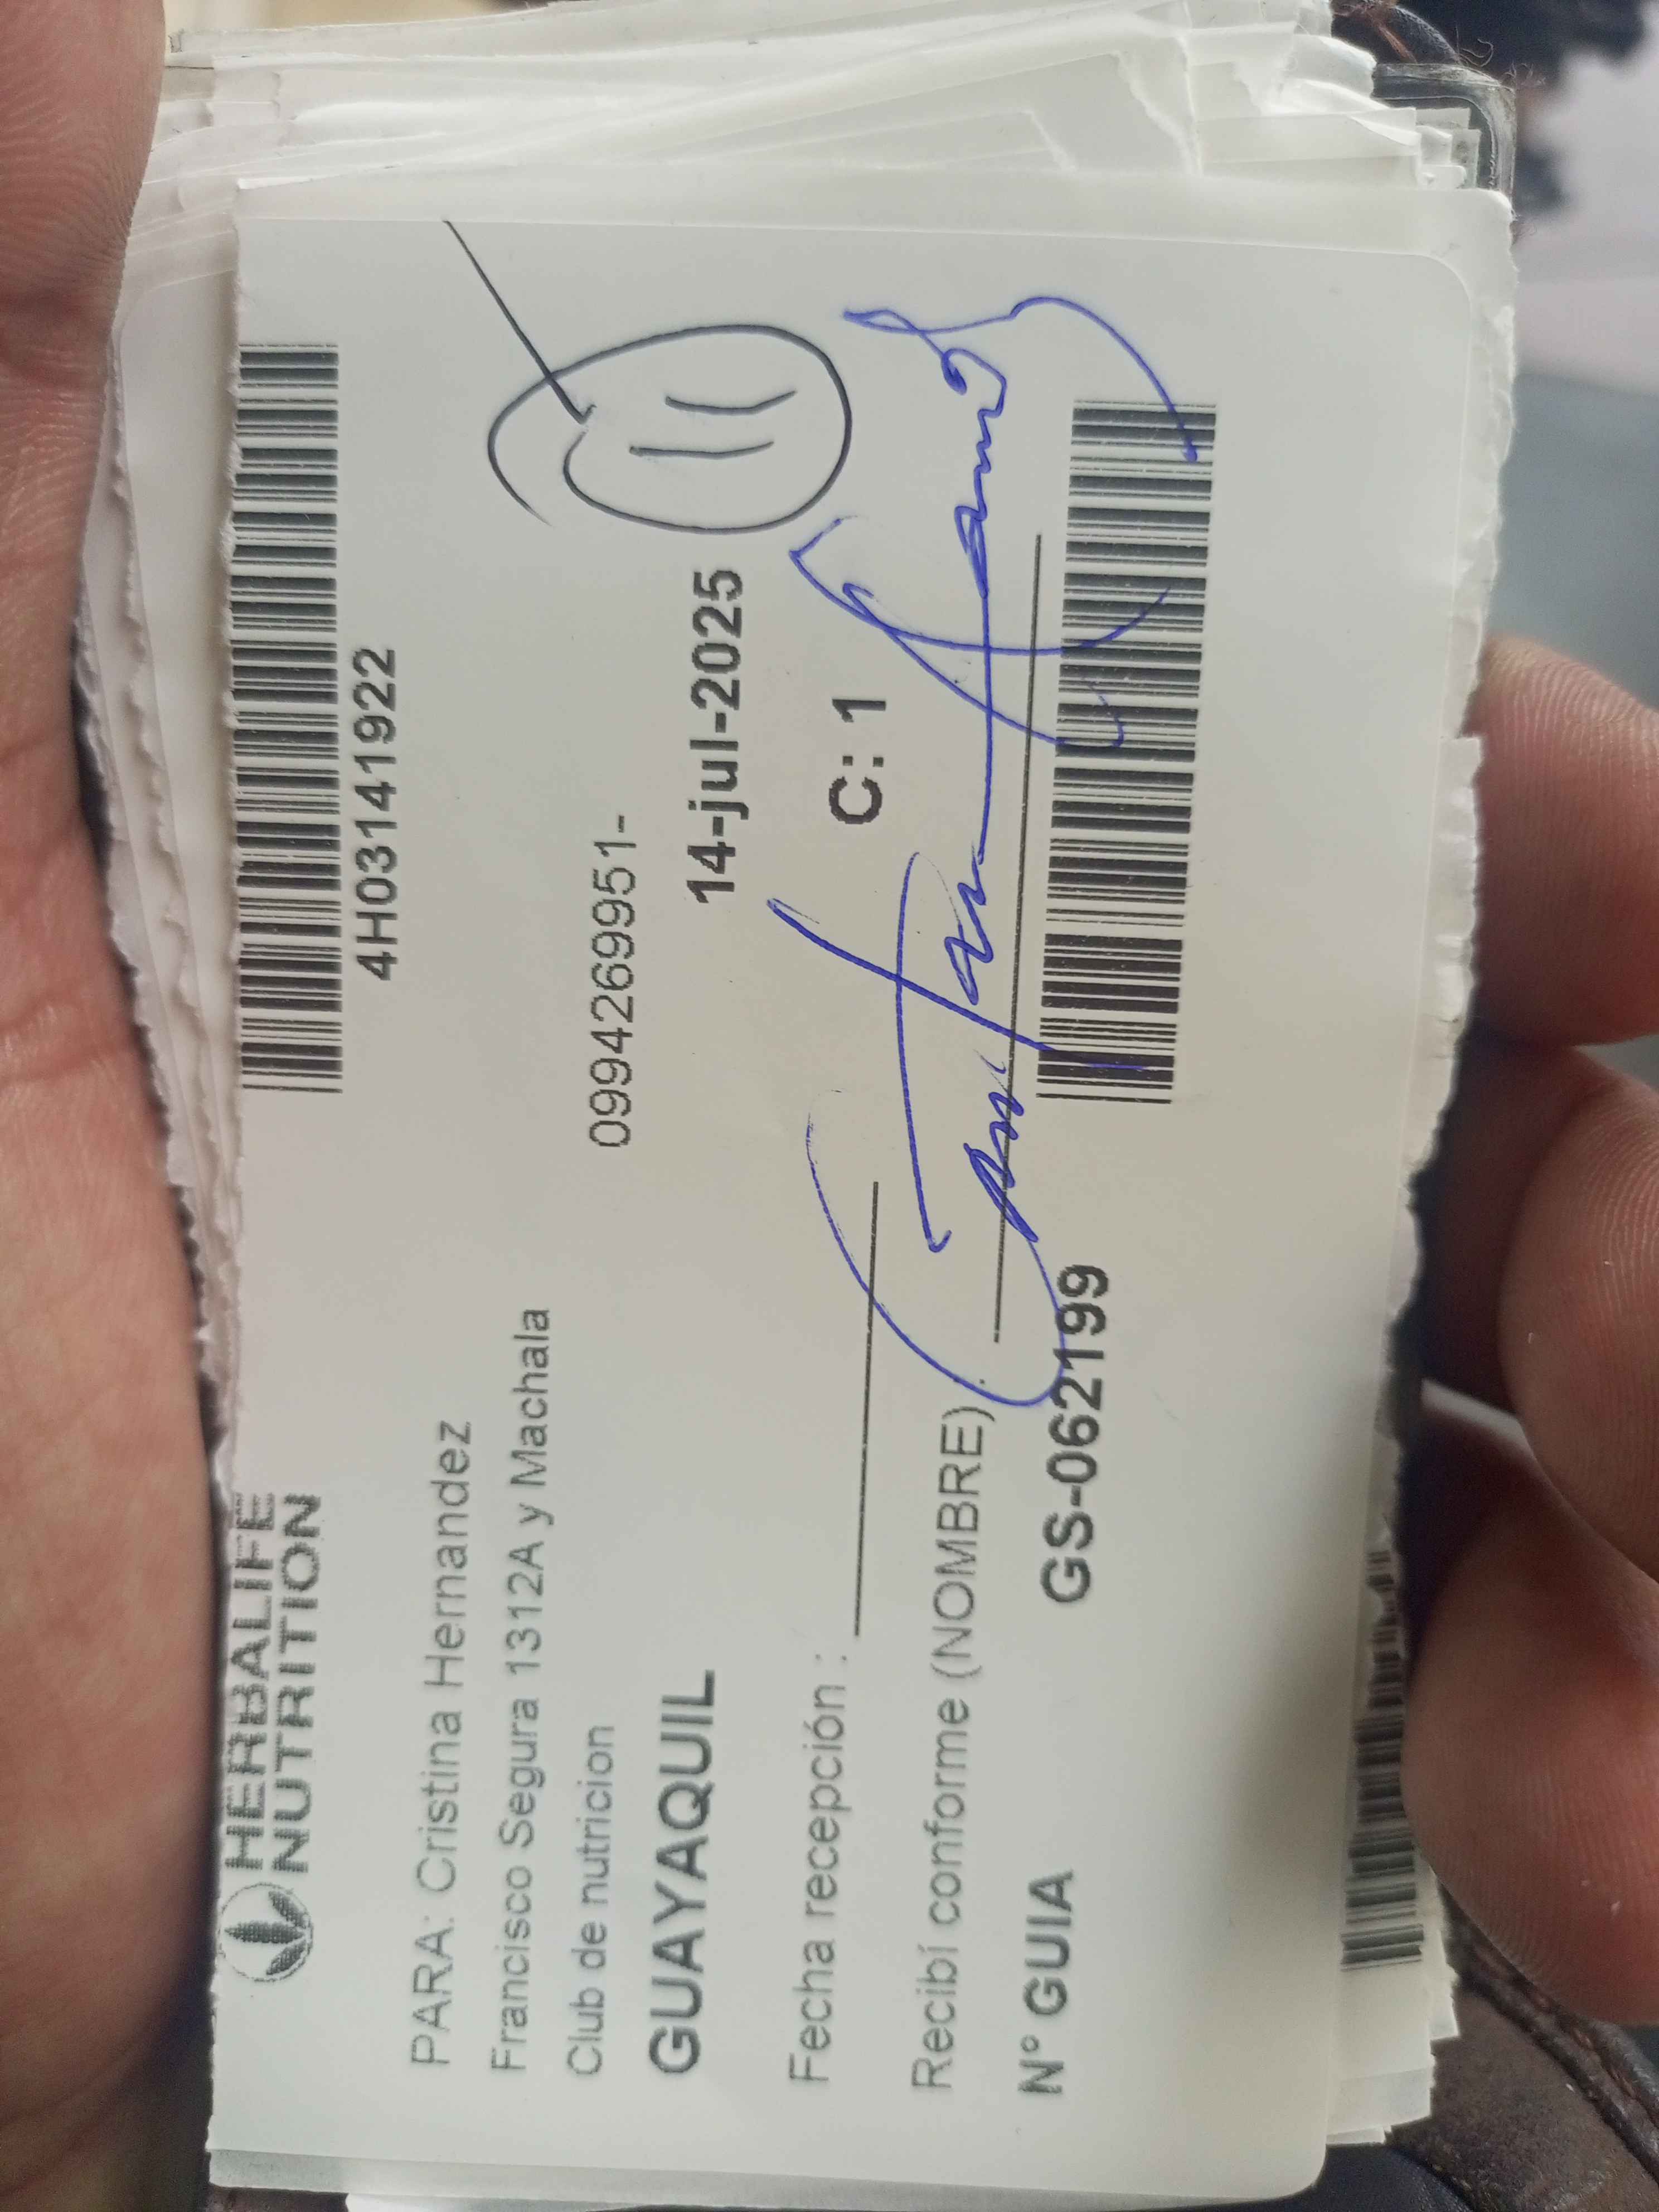 HERBALIFE
NUTRITION
4H03141922
PARA: Cristina Hernandez
Francisco Segura 1312A y Machala
Club de nutricion
0994269951-
GUAYAQUIL
14-jul-2025
Fecha recepción :
C: 1
Recibí conforme (NOMBRE)
N° GUIA
GS-062199